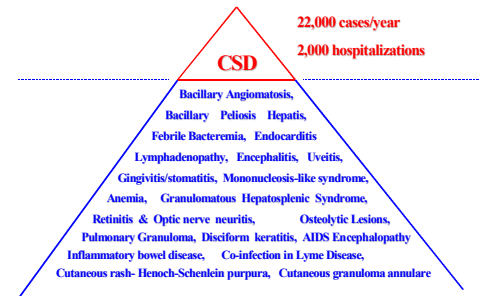 22,000 cases/year
2,000 hospitalizations
CSD
Bacillary Angiomatosis,
Bacillary Peliosis Hepatis,
Febrile Bacteremia, Endocarditis
Lymphadenopathy, Encephalitis, Uveitis,
Gingivitis/stomatitis, Mononucleosis-like syndrome,
Anemia, Granulomatous Hepatosplenic Syndrome,
Retinitis & Optic nerve neuritis, Osteolytic Lesions,
Pulmonary Granuloma, Disciform keratitis, AIDS Encephalopathy
Inflammatory bowel disease, Co-infection in Lyme Disease,
Cutaneous rash- Henoch-Schenlein purpura, Cutaneous granuloma annulare